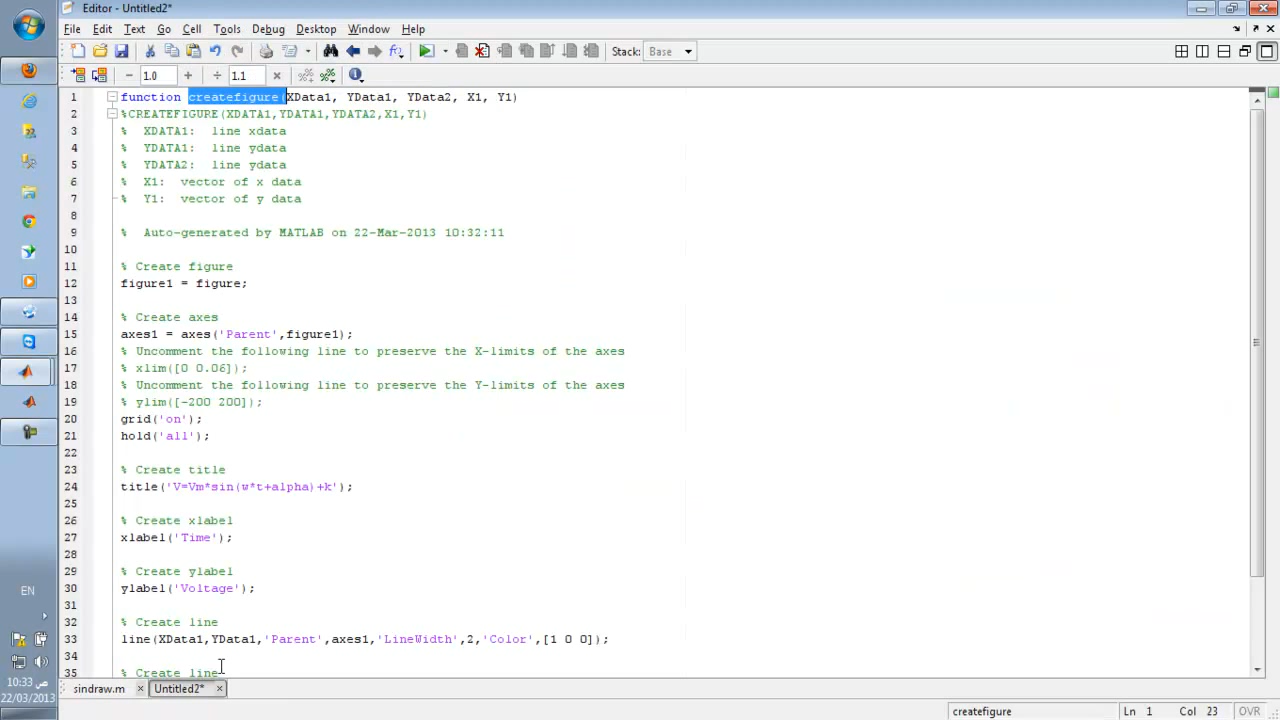 Editor - Untitled2*
File Edit Text Go Cell Tools Debug Desktop Window Help
Stack: Base
1.0 1.1
1 function createfigure(XData1, YData1, YData2, X1, Y1)
2 %CREATEFIGURE(XDATA1,YDATA1,YDATA2,X1,Y1)
3 % XDATA1: line xdata
4 % YDATA1: line ydata
5 % YDATA2: line ydata
6 % X1: vector of x data
7 % Y1: vector of y data
8
9 % Auto-generated by MATLAB on 22-Mar-2013 10:32:11
10
11 % Create figure
12 figure1 = figure;
13
14 % Create axes
15 axes1 = axes('Parent',figure1);
16 % Uncomment the following line to preserve the X-limits of the axes
17 % xlim([0 0.06]);
18 % Uncomment the following line to preserve the Y-limits of the axes
19 % ylim([-200 200]);
20 grid('on');
21 hold('all');
22
23 % Create title
24 title('V=Vm*sin(w*t+alpha)+k');
25
26 % Create xlabel
27 xlabel('Time');
28
29 % Create ylabel
30 ylabel('Voltage');
31
32 % Create line
33 line(XData1,YData1,'Parent',axes1,'LineWidth',2,'Color',[1 0 0]);
34
35 % Create line
sindraw.m Untitled2*
createfigure Ln 1 Col 23 OVR
EN
10:33 ص
22/03/2013